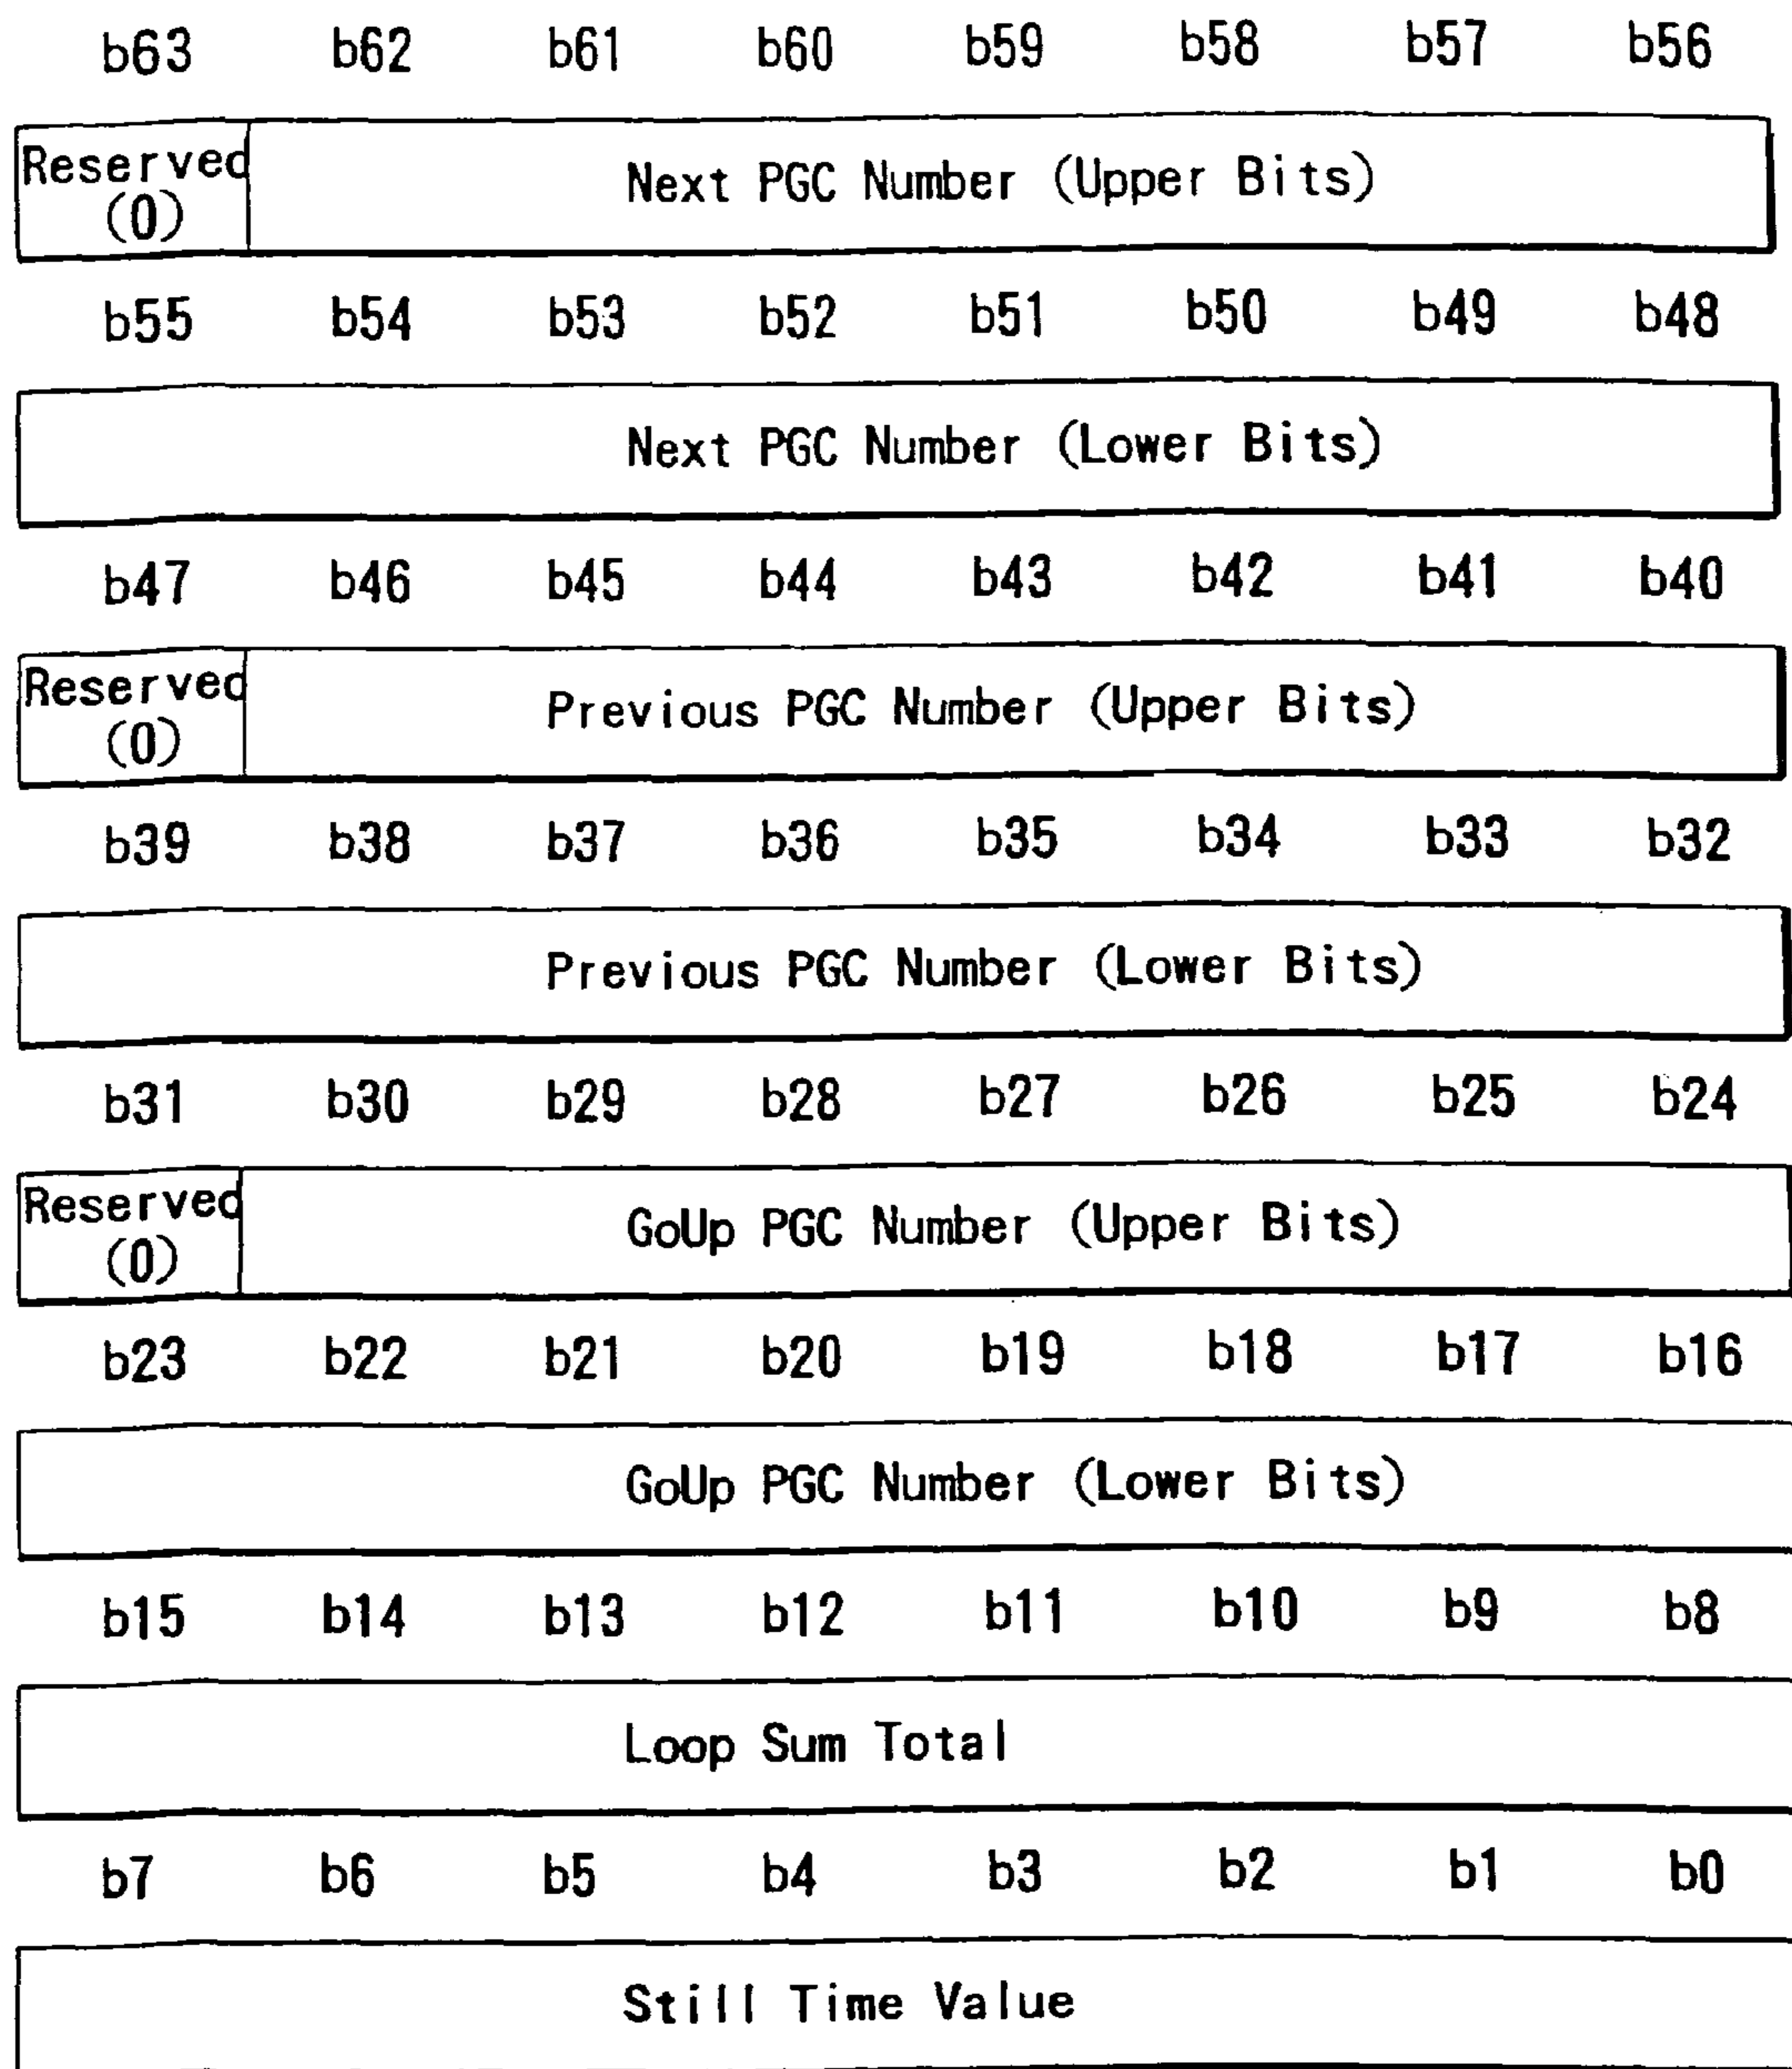 b63 b62 b61 b60 b59 b58 b57 b56
Reserved
(0)
Next PGC Number (Upper Bits)
b55 b54 b53 b52 b51 b50 b49 b48
Next PGC Number (Lower Bits)
b47 b46 b45 b44 b43 b42 b41 b40
Reserved
(0)
Previous PGC Number (Upper Bits)
b39 b38 b37 b36 b35 b34 b33 b32
Previous PGC Number (Lower Bits)
b31 b30 b29 b28 b27 b26 b25 b24
Reserved
(0)
GoUp PGC Number (Upper Bits)
b23 b22 b21 b20 b19 b18 b17 b16
GoUp PGC Number (Lower Bits)
b15 b14 b13 b12 b11 b10 b9 b8
Loop Sum Total
b7 b6 b5 b4 b3 b2 b1 b0
Still Time Value